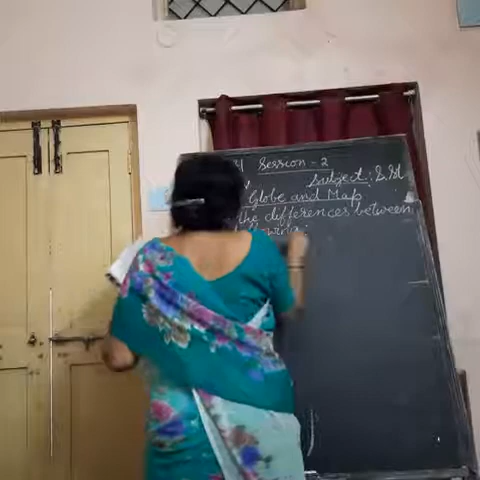 Session - 2
Subject : S.St
Globe and Map
the differences between